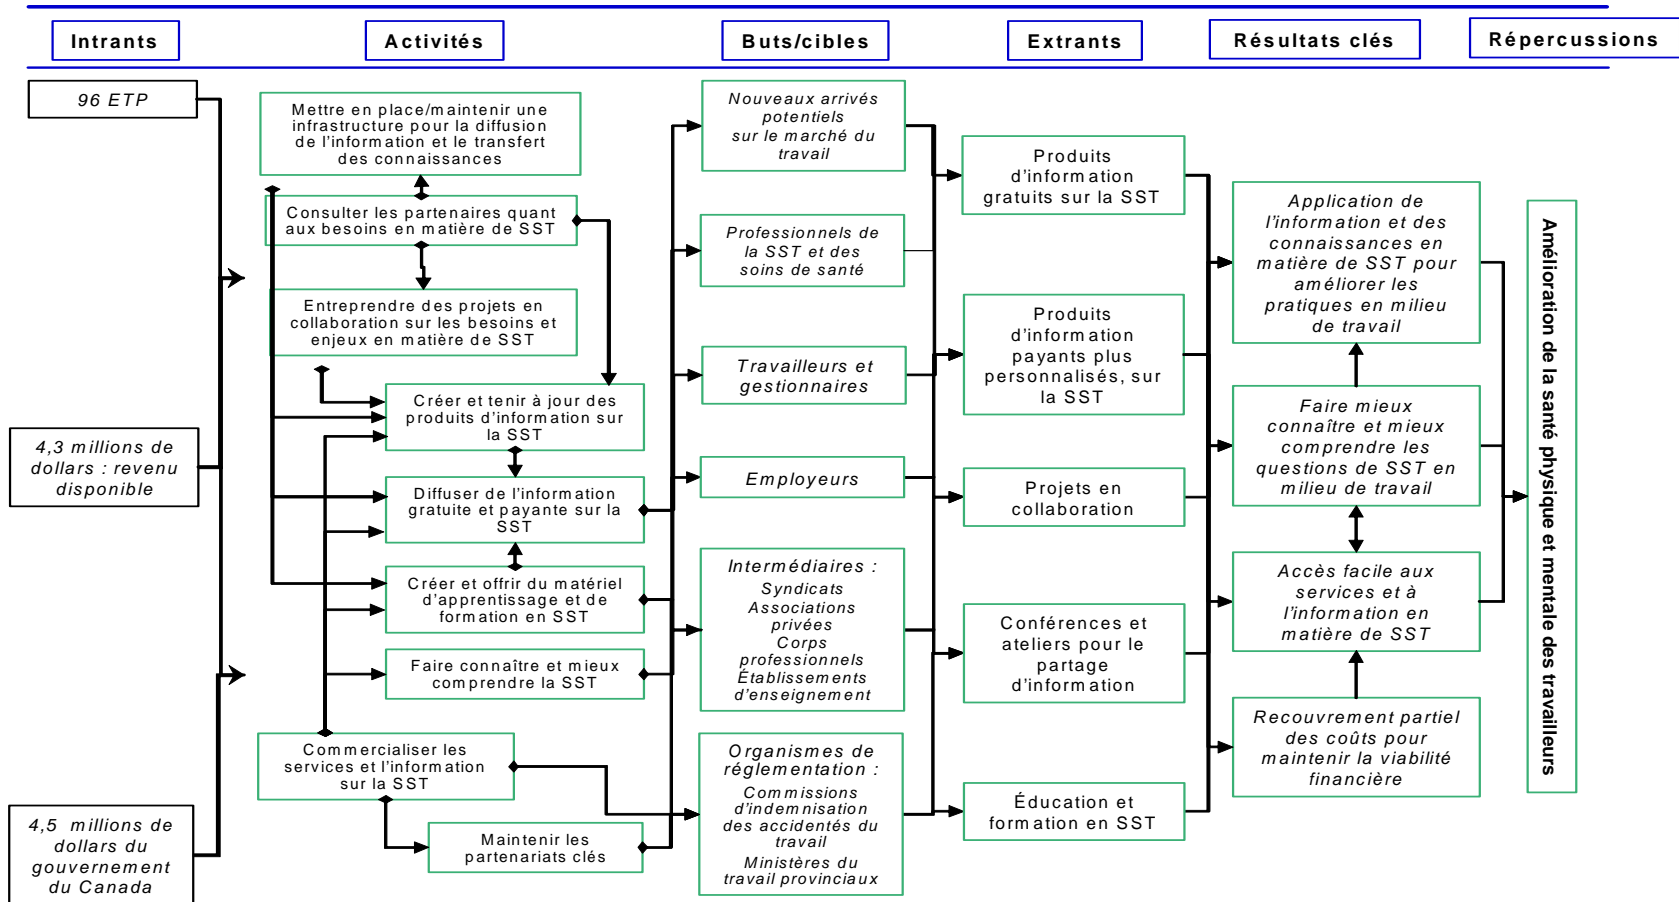 Intrants
Activités
Buts/cibles
Extrants
Résultats clés
Répercussions
96 ETP
4,3 millions de
dollars : revenu
disponible
4,5 millions de
dollars du
gouvernement
du Canada
Mettre en place/maintenir une
infrastructure pour la diffusion
de l'information et le transfert
des connaissances
Consulter les partenaires quant
aux besoins en matière de SST
Entreprendre des projets en
collaboration sur les besoins et
enjeux en matière de SST
Créer et tenir à jour des
produits d'information sur
la SST
Diffuser de l'information
gratuite et payante sur la
SST
Créer et offrir du matériel
d'apprentissage et de
formation en SST
Faire connaître et mieux
comprendre la SST
Commercialiser les
services et l'information
sur la SST
Maintenir les
partenariats clés
Nouveaux arrivés
potentiels
sur le marché du
travail
Professionnels de
la SST et des
soins de santé
Travailleurs et
gestionnaires
Employeurs
Intermédiaires :
Syndicats
Associations
privées
Corps
professionnels
Établissements
d'enseignement
Organismes de
réglementation :
Commissions
d'indemnisation
des accidentés du
travail
Ministères du
travail provinciaux
Produits
d'information
gratuits sur la SST
Produits
d'information
payants plus
personnalisés, sur
la SST
Projets en
collaboration
Conférences et
ateliers pour le
partage
d'information
Éducation et
formation en SST
Application de
l'information et des
connaissances en
matière de SST pour
améliorer les
pratiques en milieu
de travail
Faire mieux
connaître et mieux
comprendre les
questions de SST en
milieu de travail
Accès facile aux
services et à
l'information en
matière de SST
Recouvrement partiel
des coûts pour
maintenir la viabilité
financière
Amélioration de la santé physique et mentale des travailleurs